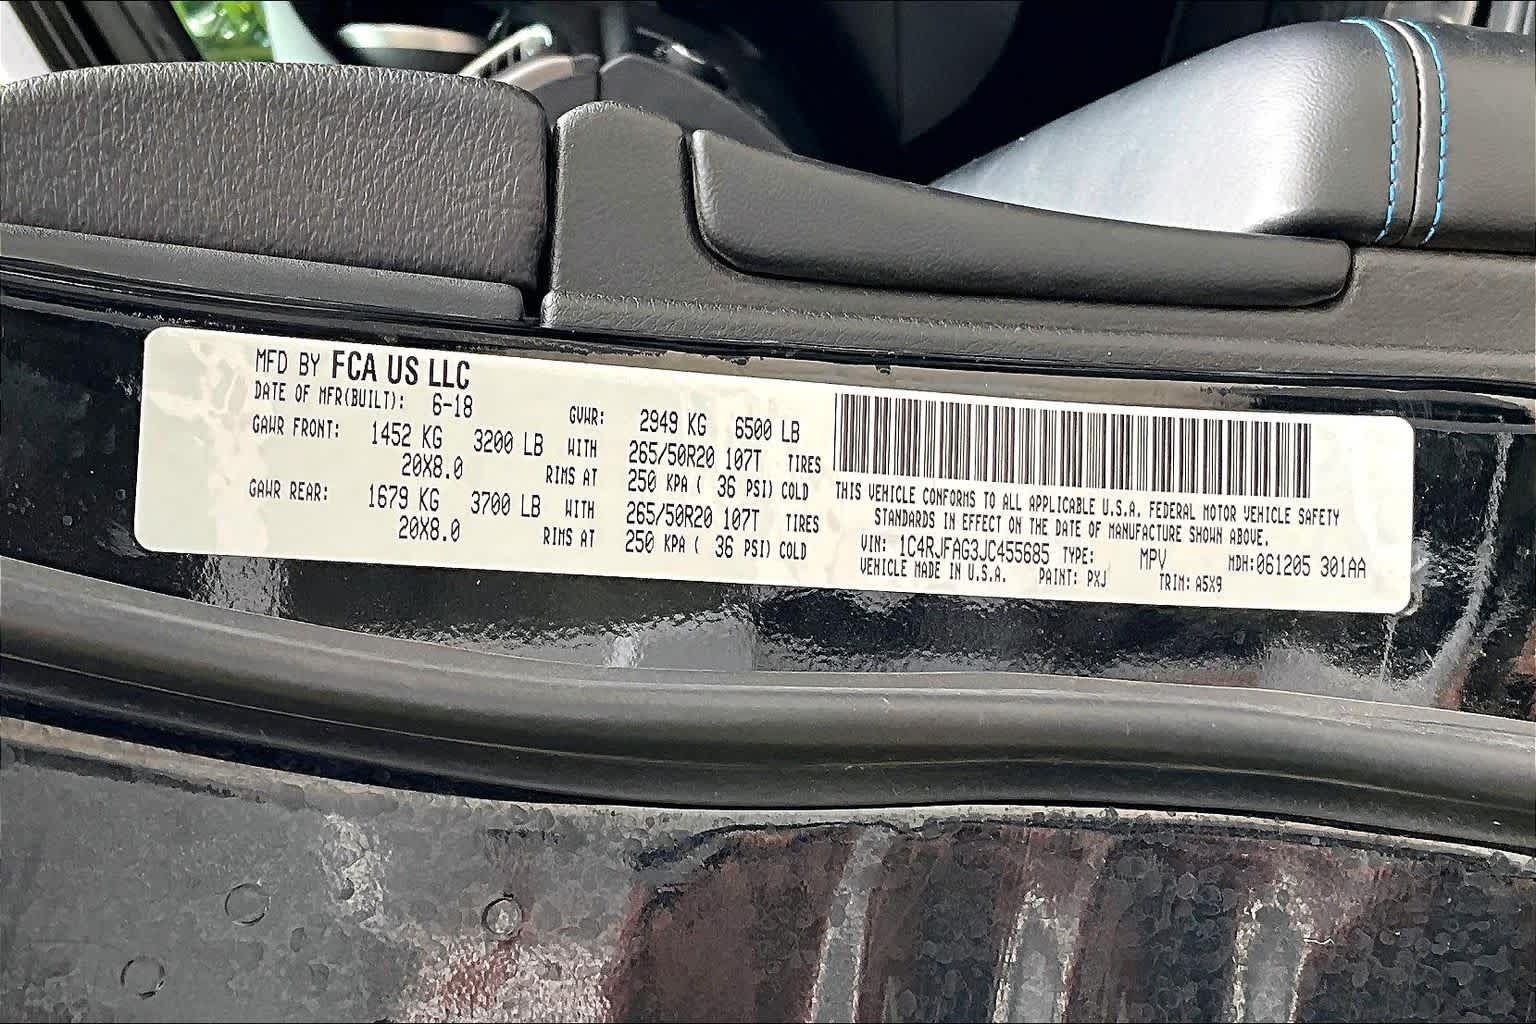 MFD BY FCA US LLC
DATE OF MFR(BUILT): 6-18 GVWR: 2949 KG 6500 LB
GAWR FRONT: 1452 KG 3200 LB WITH 265/50R20 107T TIRES
20X8.0 RIMS AT 250 KPA ( 36 PSI) COLD
GAWR REAR: 1679 KG 3700 LB WITH 265/50R20 107T TIRES
20X8.0 RIMS AT 250 KPA ( 36 PSI) COLD
THIS VEHICLE CONFORMS TO ALL APPLICABLE U.S.A. FEDERAL MOTOR VEHICLE SAFETY
STANDARDS IN EFFECT ON THE DATE OF MANUFACTURE SHOWN ABOVE.
VIN: 1C4RJFAG3JC455685 TYPE: MPV MDH:061205 301AA
VEHICLE MADE IN U.S.A. PAINT: PXJ TRIM: A5X9